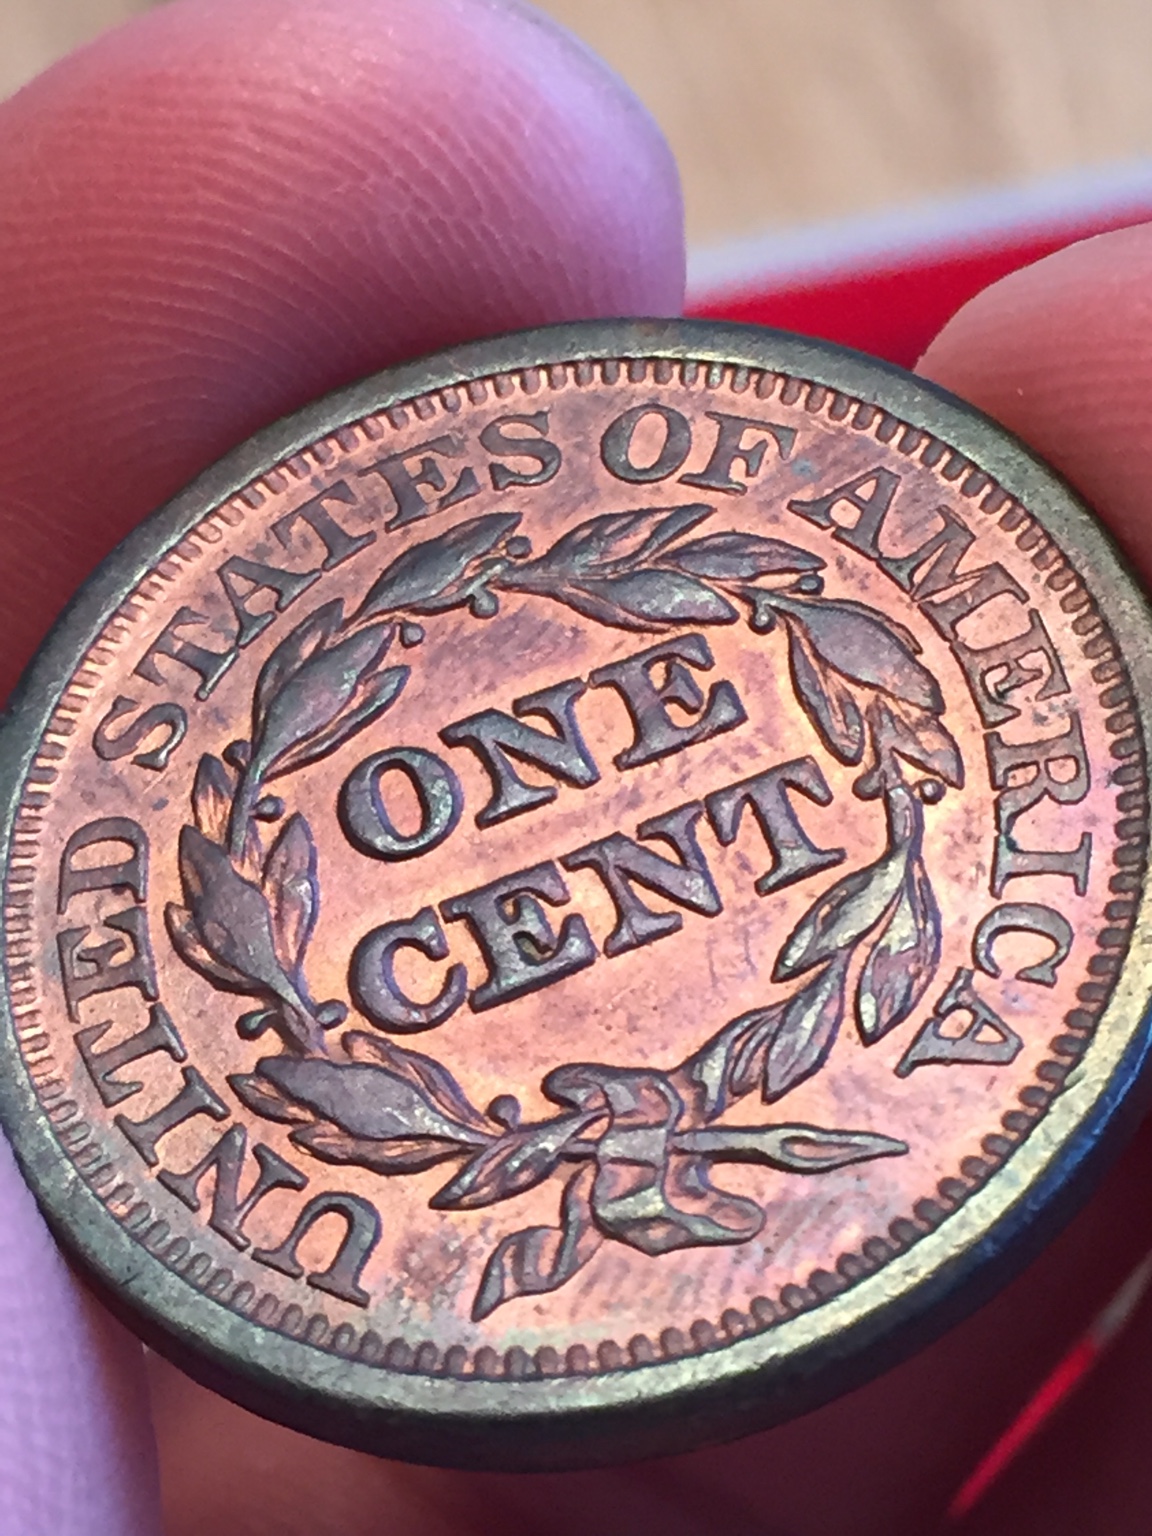 UNITED STATES OF AMERICA
ONE
CENT